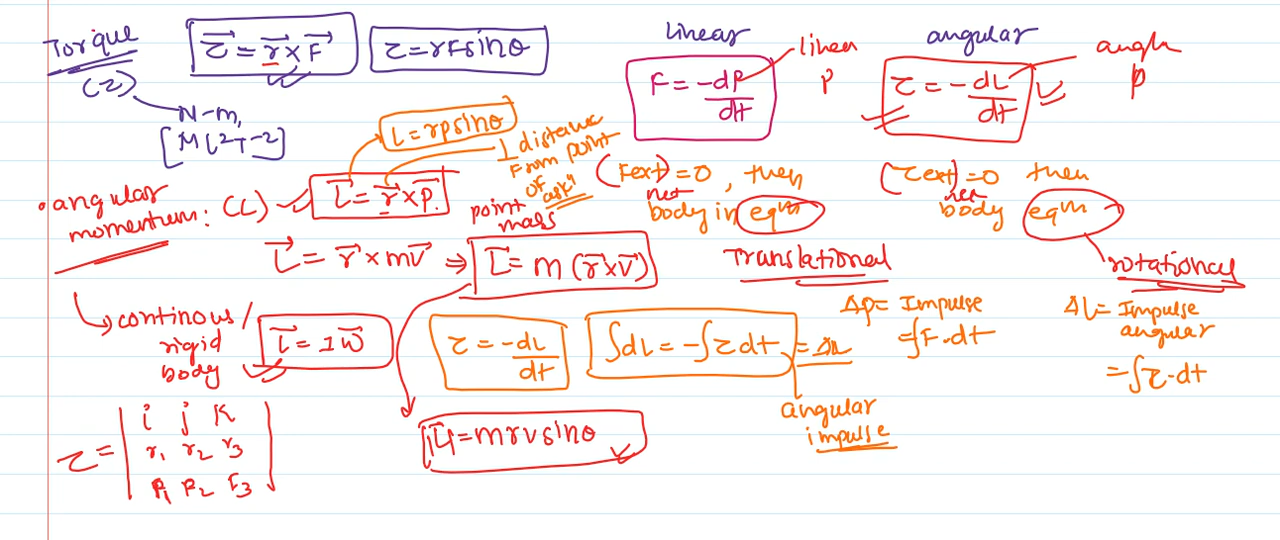 Torque
(τ)
τ⃗ = r⃗ × F⃗
τ = rFsinθ
N-m,
[ML²T-2]
linear
F = -dP/dt
linear
P
angular
τ = -dL/dt
P
L = rpsinθ
⊥ distance
from point
of
• angular
momentum: (L)
L⃗ = r⃗ × p⃗
point
mass
(Fext)net = 0, then
body in eqm
(τext)net = 0 then
body eqm
L⃗ = r⃗ × mv⃗ ⇒ L⃗ = m (r⃗ × v⃗)
Translational
rotational
Δp = Impulse
= ∫F·dt
ΔL = Impulse
angular
= ∫τ·dt
continous/
rigid
body
L⃗ = Iw⃗
τ = -dL/dt
∫dL = -∫τdt = ΔL
angular
impulse
|L⃗| = mrvsinθ
τ = | i j k
r₁ r₂ r₃
F₁ F₂ F₃ |